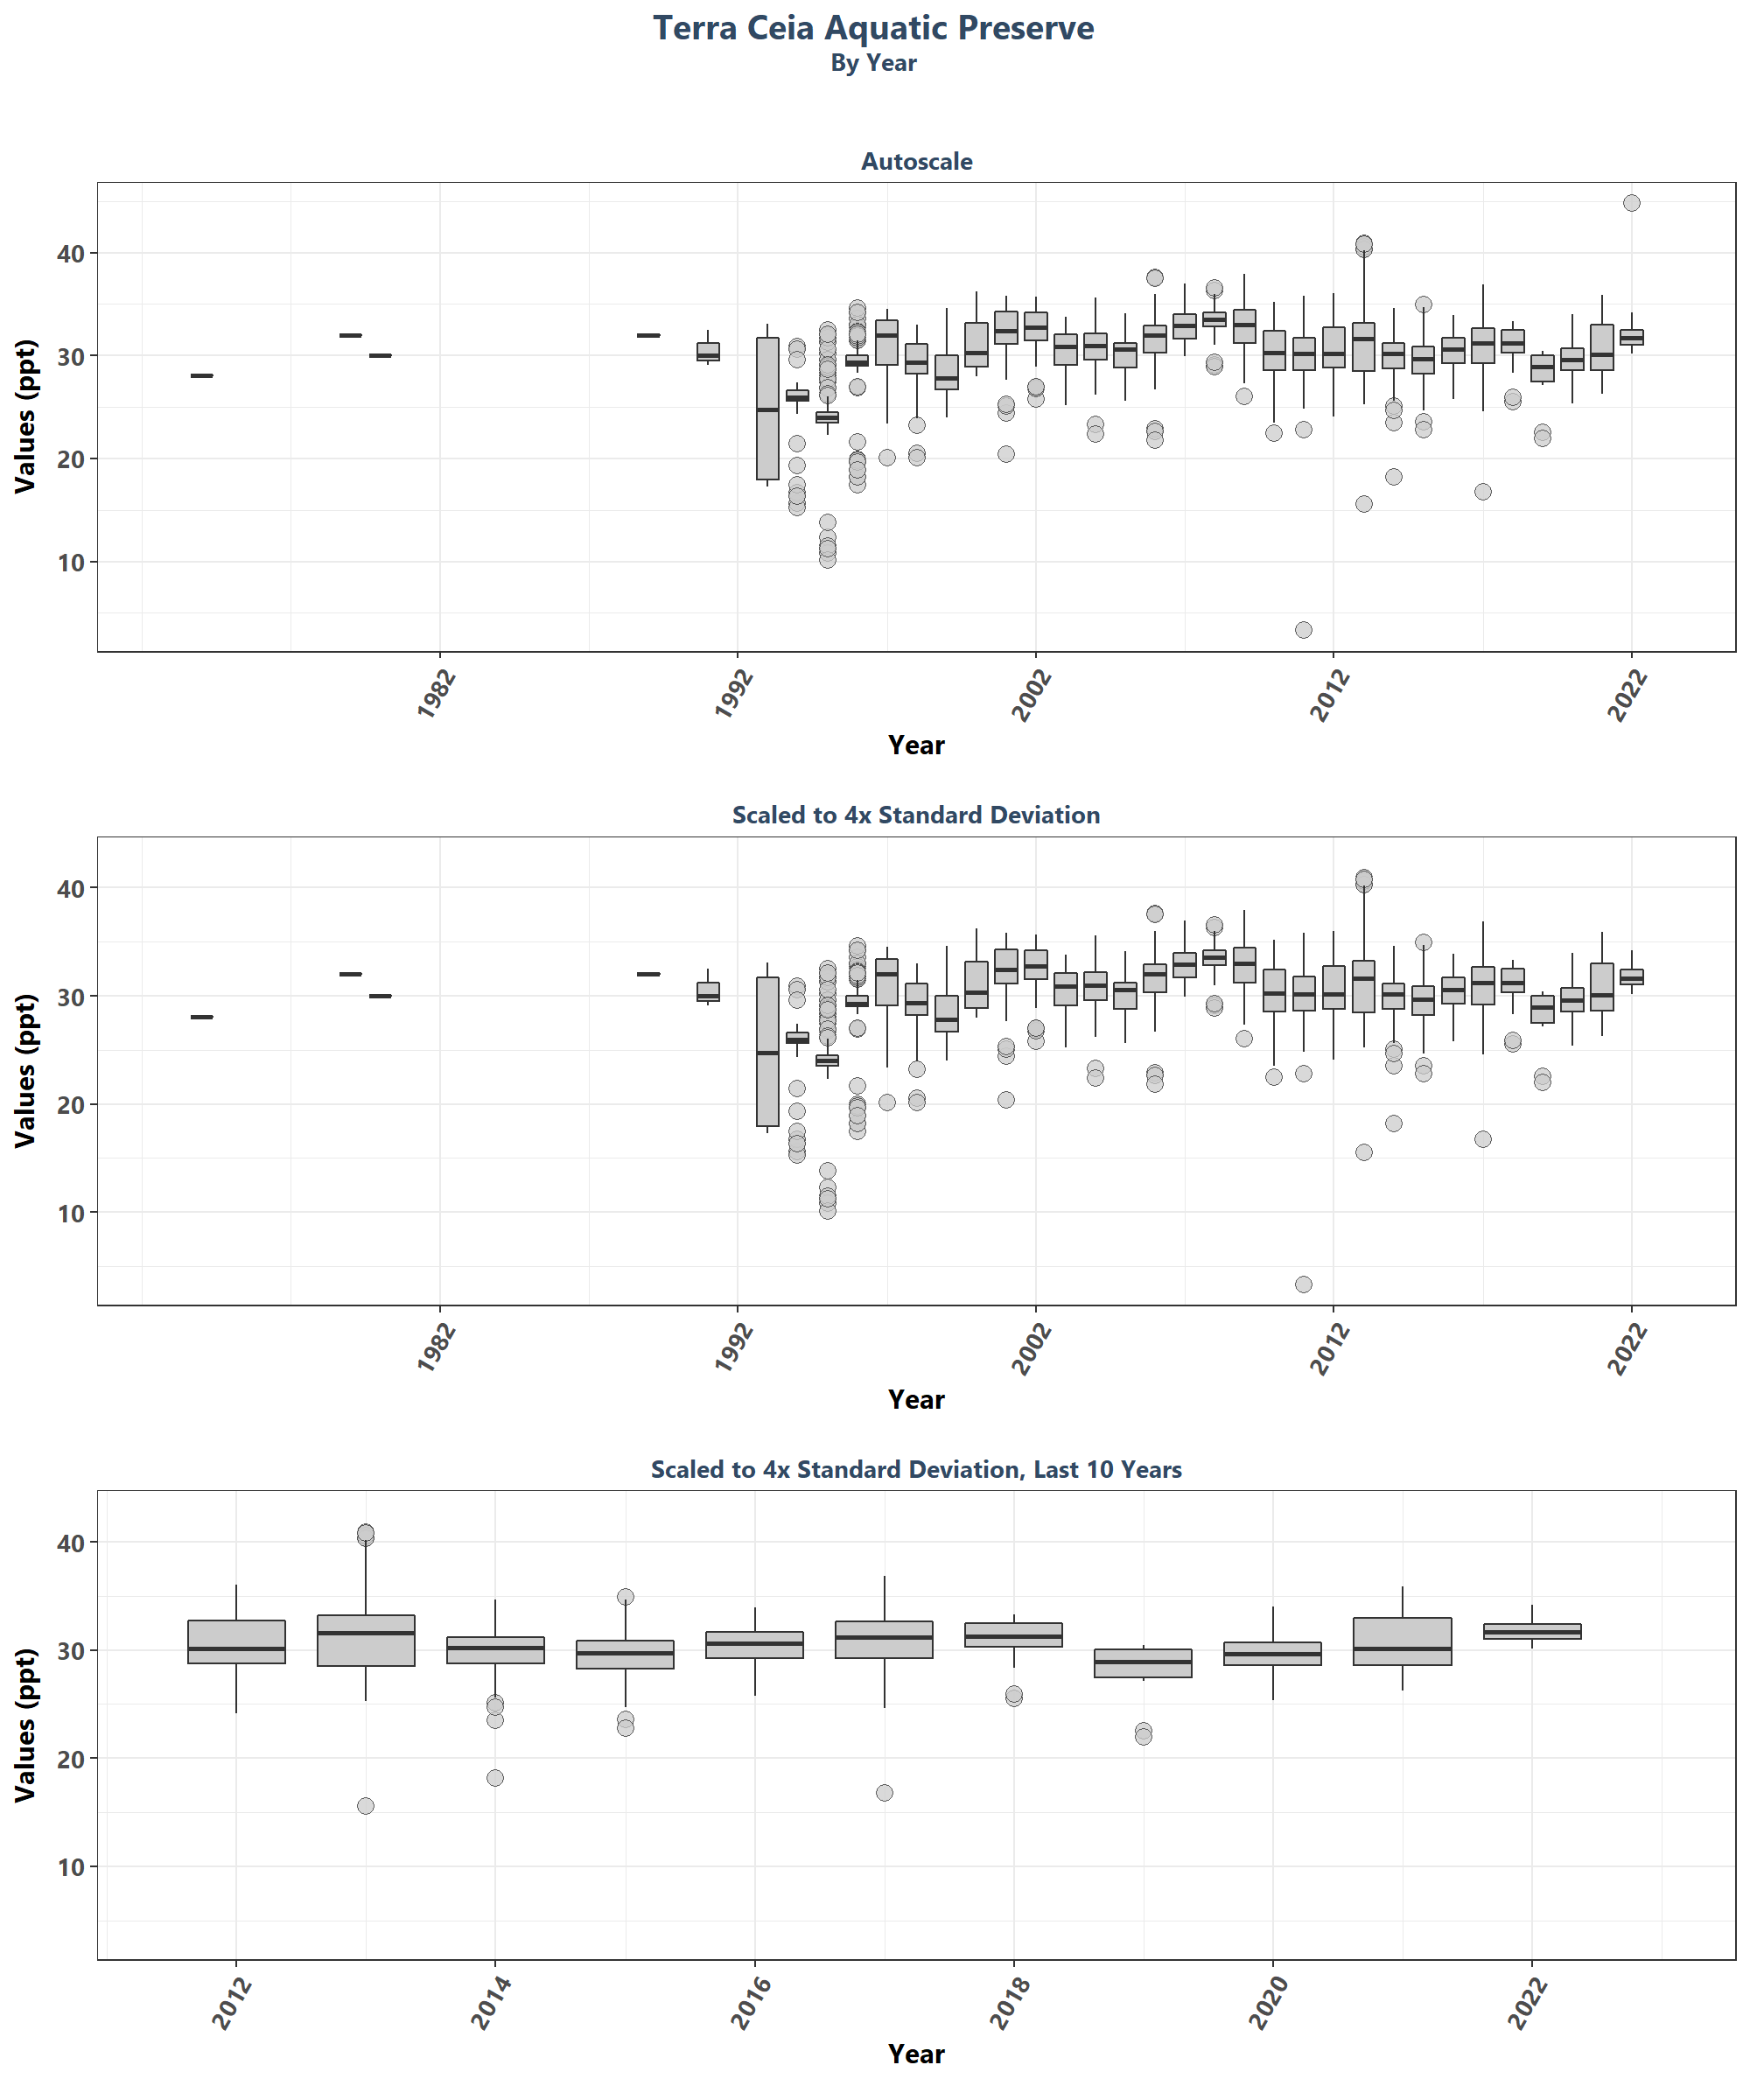 Terra Ceia Aquatic Preserve
By Year
Autoscale
Values (ppt)
40
30
20
10
1982
1992
2002
2012
2022
Year
Scaled to 4x Standard Deviation
Values (ppt)
40
30
20
10
1982
1992
2002
2012
2022
Year
Scaled to 4x Standard Deviation, Last 10 Years
Values (ppt)
40
30
20
10
2012
2014
2016
2018
2020
2022
Year